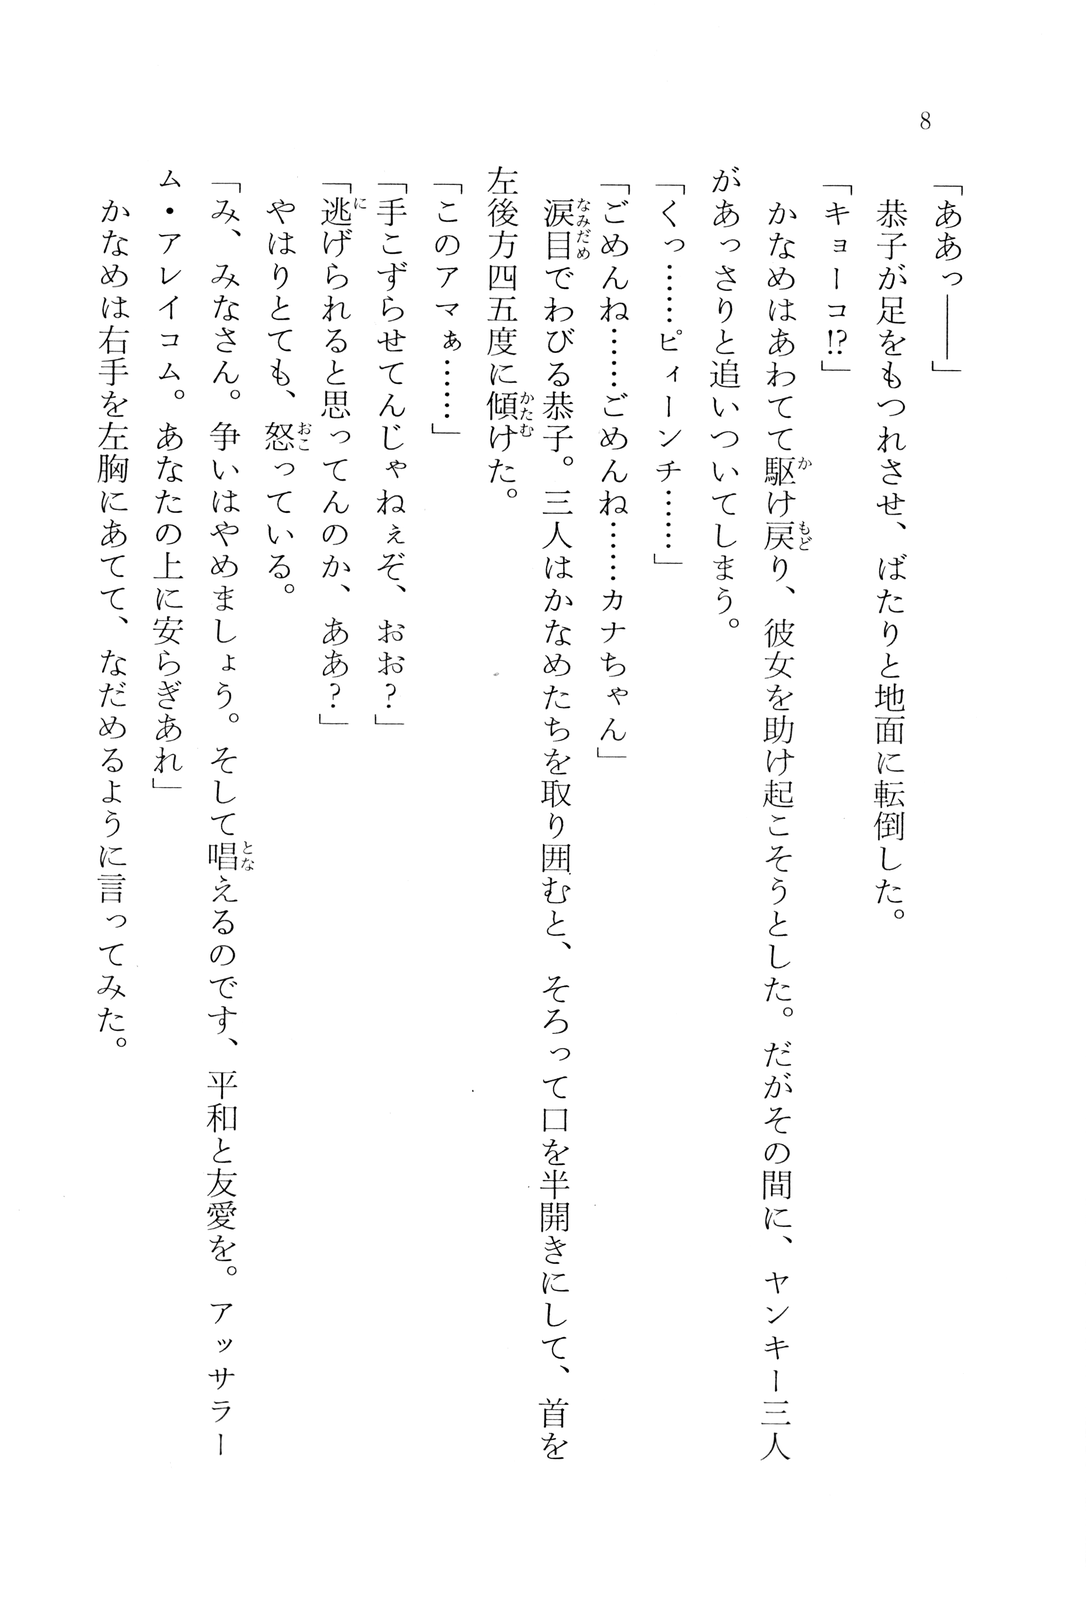 8
「ああっ――」
恭子が足をもつれさせ、ばたりと地面に転倒した。
「キョーコ!?」
かなめはあわてて駆け戻り、彼女を助け起こそうとした。だがその間に、ヤンキー三人
があっさりと追いついてしまう。
「くっ……ピィーンチ……」
「ごめんね……ごめんね……カナちゃん」
涙目でわびる恭子。三人はかなめたちを取り囲むと、そろって口を半開きにして、首を
左後方四五度に傾けた。
「このアマぁ……」
「手こずらせてんじゃねぇぞ、おお?」
「逃げられると思ってんのか、ああ?」
やはりとても、怒っている。
「み、みなさん。争いはやめましょう。そして唱えるのです、平和と友愛を。アッサラー
ム・アレイコム。あなたの上に安らぎあれ」
かなめは右手を左胸にあてて、なだめるように言ってみた。